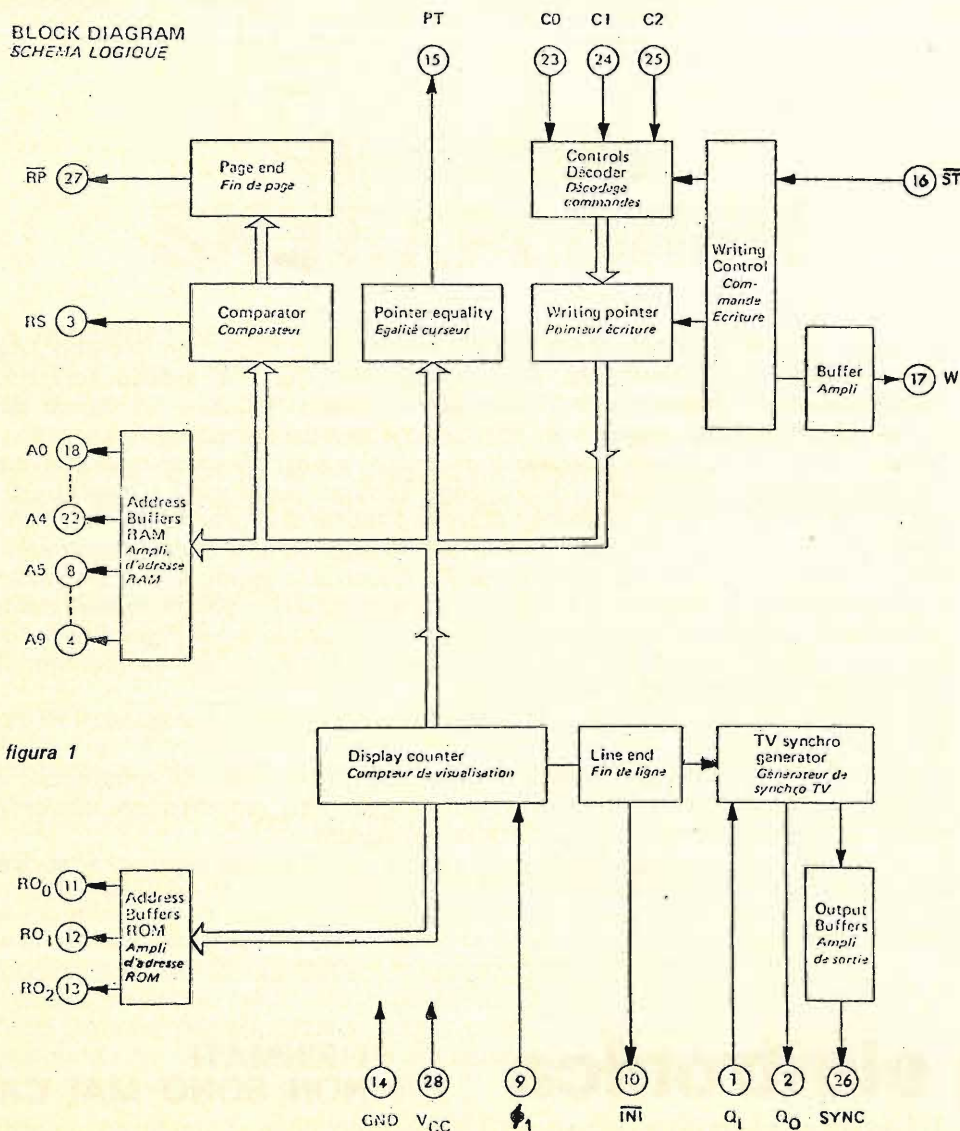 BLOCK DIAGRAM
SCHEMA LOGIQUE
PT
C0 C1 C2
15
23 24 25
Page end
Fin de page
R̅P̅ 27
Controls
Décoder
Décodage
commandes
16 S̅T̅
Writing
Control
Com-
mande
Ecriture
RS 3
Comparator
Comparateur
Pointer equality
Egalité curseur
Writing pointer
Pointeur écriture
Buffer
Ampli
17 W
A0 18
A4 22
A5 8
A9 4
Address
Buffers
RAM
Ampli
d'adresse
RAM
figura 1
Display counter
Compteur de visualisation
Line end
Fin de ligne
TV synchro
generator
Générateur de
synchro TV
RO0 11
RO1 12
RO2 13
Address
Buffers
ROM
Ampli
d'adresse
ROM
Output
Buffers
Ampli
de sortie
14 28 9 10 1 2 26
GND VCC ϕ1 I̅N̅I̅ QI QO SYNC